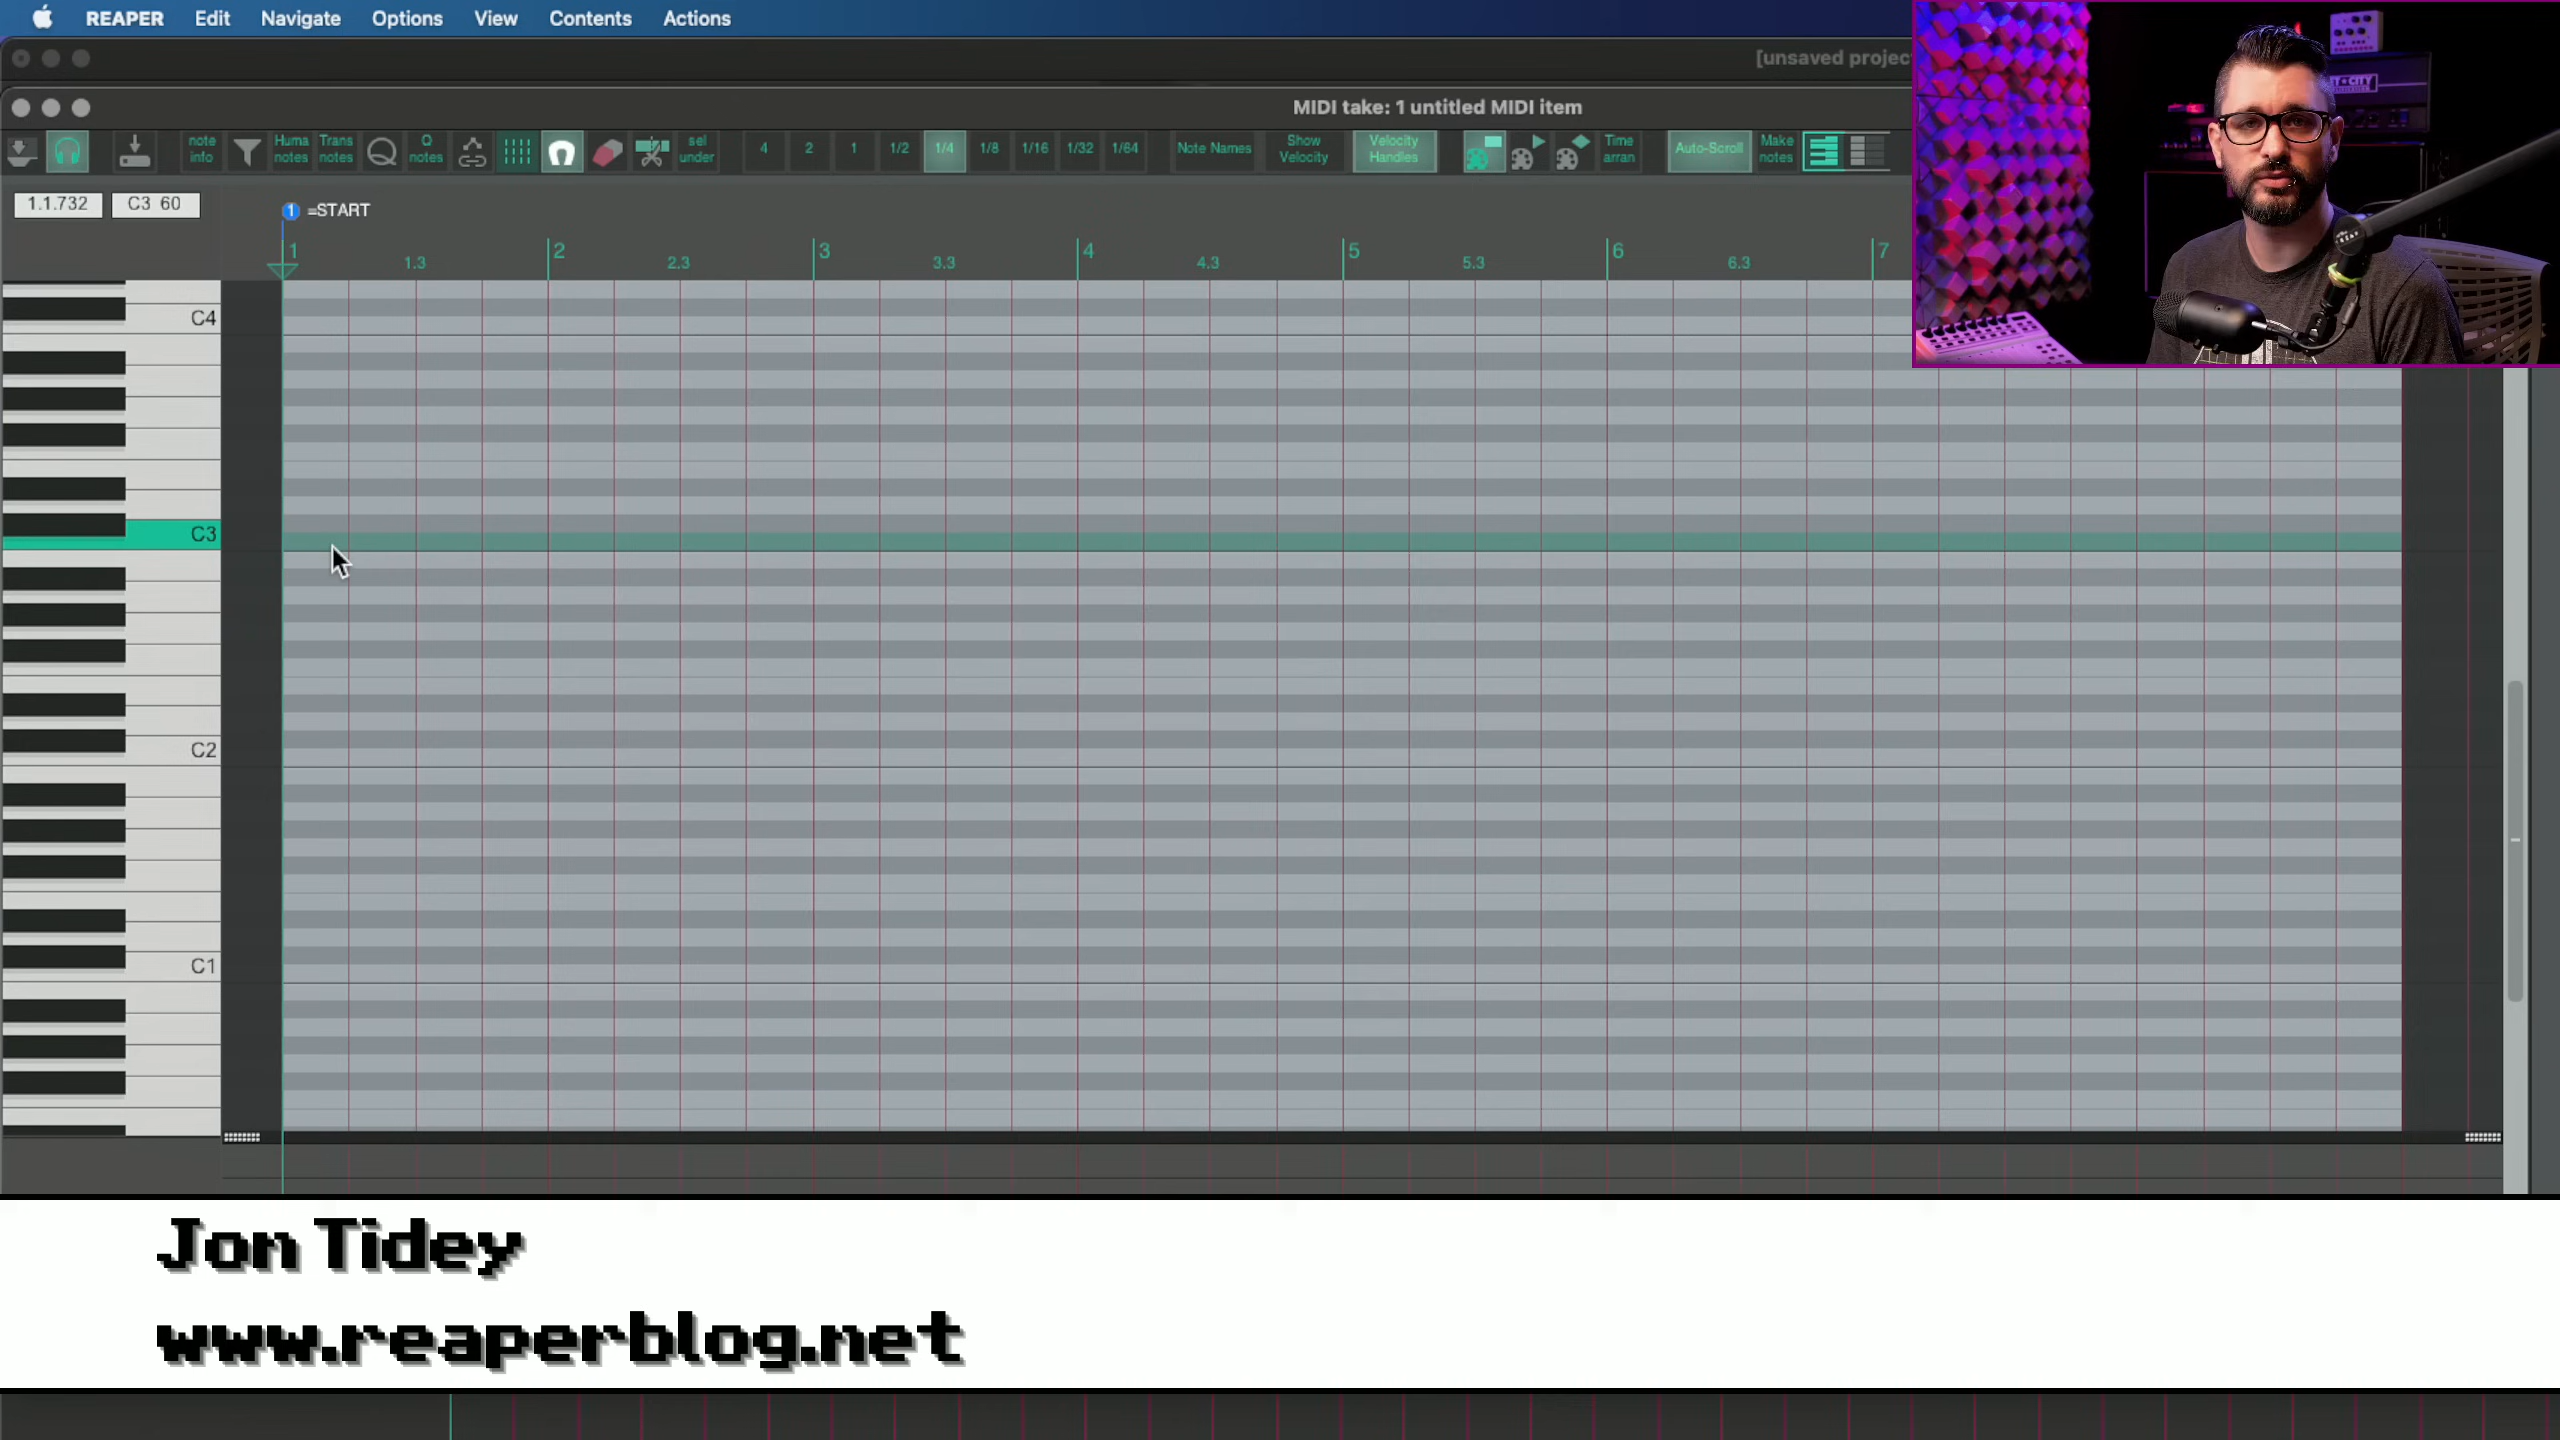 REAPER Edit Navigate Options View Contents Actions
[unsaved projec
MIDI take: 1 untitled MIDI item
note info
Huma notes
Trans notes
Q notes
sel under
4 2 1 1/2 1/4 1/8 1/16 1/32 1/64
Note Names
Show Velocity
Velocity Handles
Time arran
Auto-Scroll
Make notes
1.1.732 C3 60
1 =START
1 2 3 4 5 6 7
1.3 2.3 3.3 4.3 5.3 6.3
C4
C3
C2
C1
Jon Tidey
www.reaperblog.net